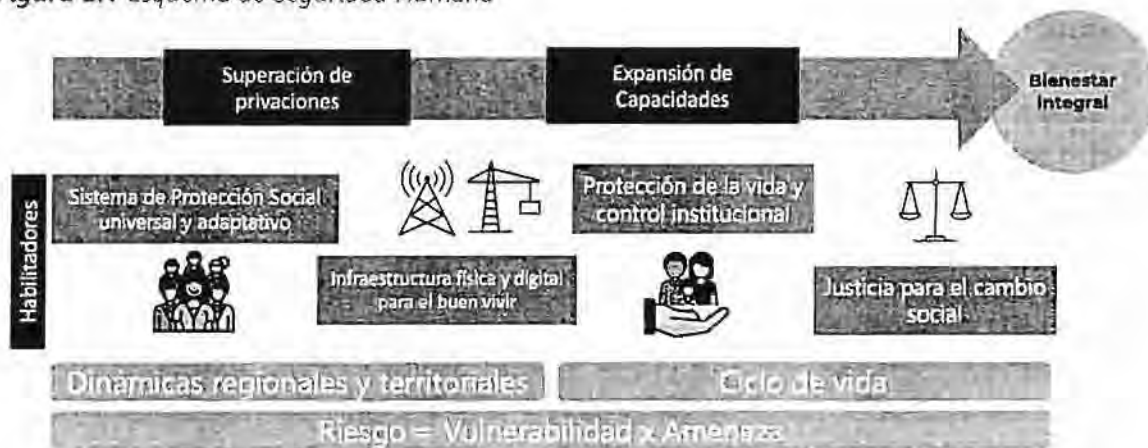 Superación de
privaciones
Expansión de
Capacidades
Bienestar
Integral
Habilitadores
Sistema de Protección Social
universal y adaptativo
Infraestructura física y digital
para el buen vivir
Protección de la vida y
control institucional
Justicia para el cambio
social
Dinámicas regionales y territoriales
Ciclo de vida
Riesgo = Vulnerabilidad x Amenaza